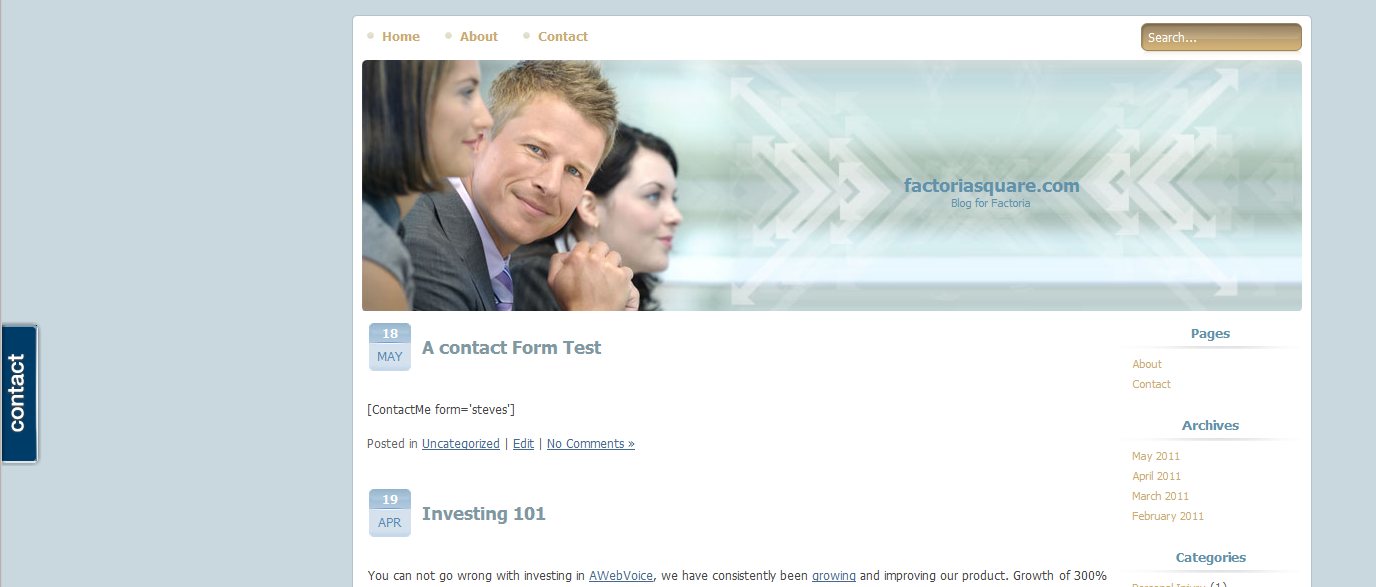 Home About Contact
Search...
factoriasquare.com
Blog for Factoria
contact
18
MAY
A contact Form Test
[ContactMe form='steves']
Posted in Uncategorized | Edit | No Comments »
19
APR
Investing 101
You can not go wrong with investing in AWebVoice, we have consistently been growing and improving our product. Growth of 300%
Pages
About
Contact
Archives
May 2011
April 2011
March 2011
February 2011
Categories
Personal Injury (1)